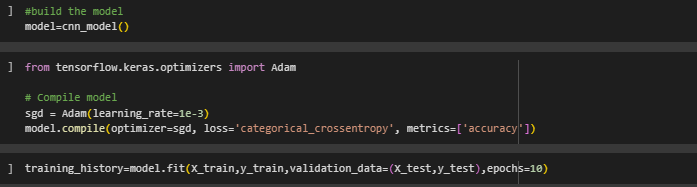 ] #build the model
model=cnn_model()
] from tensorflow.keras.optimizers import Adam
# Compile model
sgd = Adam(learning_rate=1e-3)
model.compile(optimizer=sgd, loss='categorical_crossentropy', metrics=['accuracy'])
] training_history=model.fit(X_train,y_train,validation_data=(X_test,y_test),epochs=10)